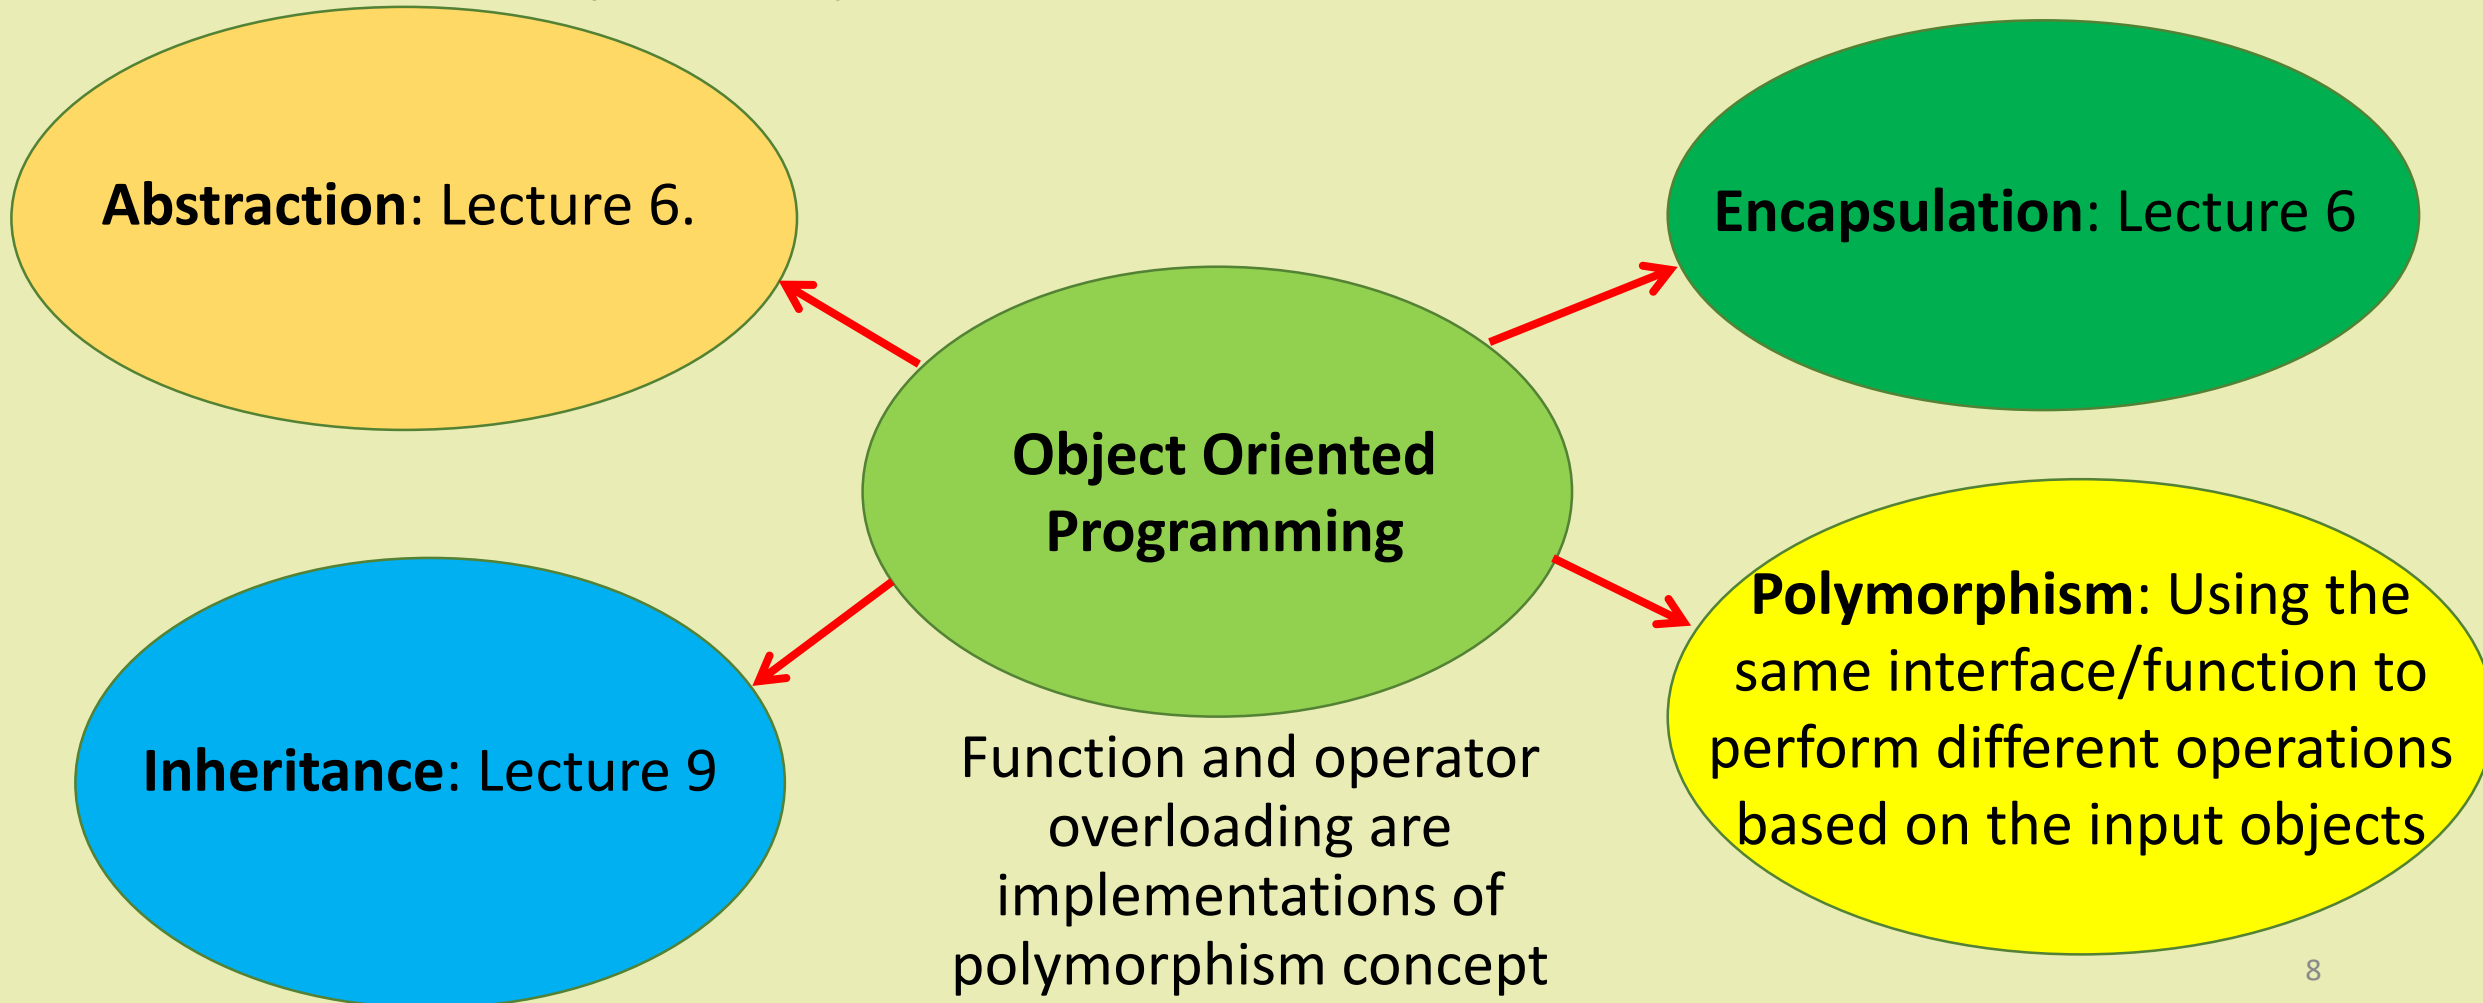 Abstraction: Lecture 6.
Encapsulation: Lecture 6
Object Oriented
Programming
Inheritance: Lecture 9
Polymorphism: Using the
same interface/function to
perform different operations
based on the input objects
Function and operator
overloading are
implementations of
polymorphism concept
8